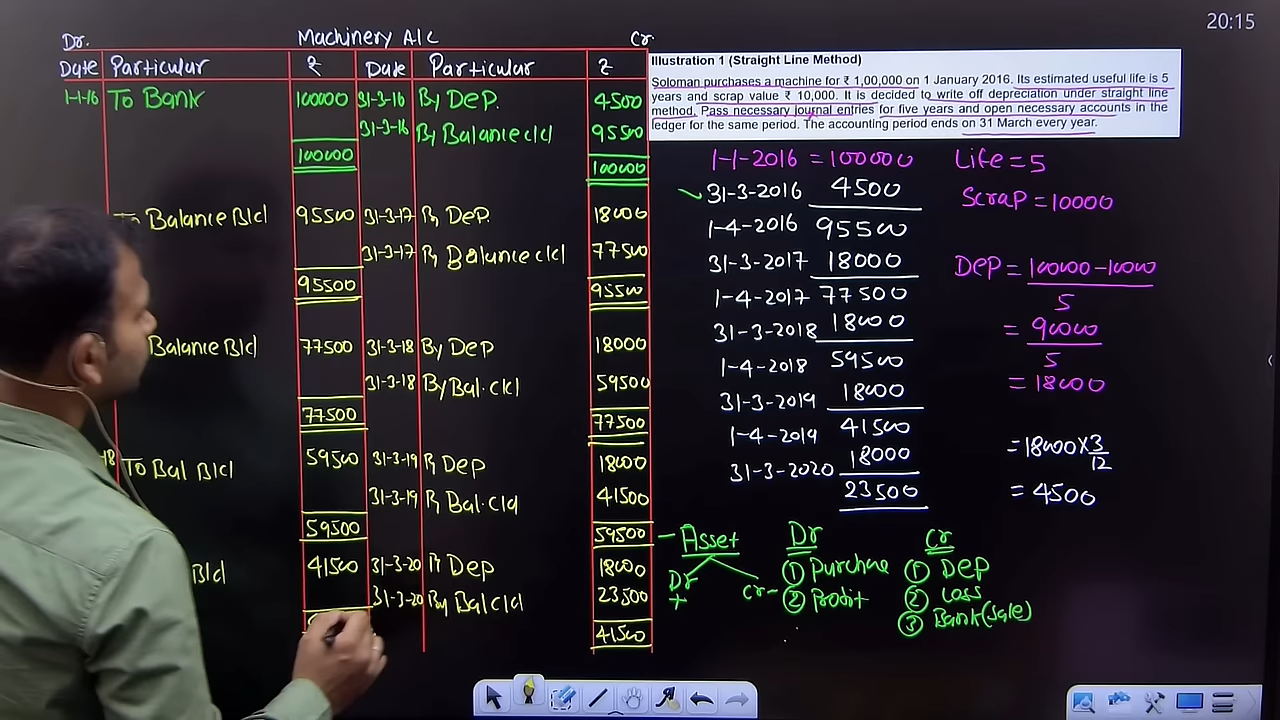 20:15
Dr. Machinery A/C Cr.
Date Particular ₹ Date Particular ₹
1-1-16 To Bank 100000 31-3-16 By Dep. 4500
31-3-16 By Balance c/d 95500
100000 100000
To Balance B/d 95500 31-3-17 By Dep. 18000
31-3-17 By Balance c/d 77500
95500 95500
Balance B/d 77500 31-3-18 By Dep 18000
31-3-18 By Bal. c/d 59500
77500 77500
18 To Bal B/d 59500 31-3-19 By Dep 18000
31-3-19 By Bal. c/d 41500
59500 59500
B/d 41500 31-3-20 By Dep 18000
31-3-20 By Bal c/d 23500
41500
Illustration 1 (Straight Line Method)
Soloman purchases a machine for ₹ 1,00,000 on 1 January 2016. Its estimated useful life is 5
years and scrap value ₹ 10,000. It is decided to write off depreciation under straight line
method. Pass necessary journal entries for five years and open necessary accounts in the
ledger for the same period. The accounting period ends on 31 March every year.
1-1-2016 = 100000
31-3-2016 4500
1-4-2016 95500
31-3-2017 18000
1-4-2017 77500
31-3-2018 18000
1-4-2018 59500
31-3-2019 18000
1-4-2019 41500
31-3-2020 18000
23500
Life = 5
Scrap = 10000
Dep = 100000-10000
5
= 90000
5
= 18000
= 18000 × 3/12
= 4500
- Asset
Dr Cr-
+
Dr
① Purchase
② Profit
Cr
① Dep
② Loss
③ Bank (Sale)